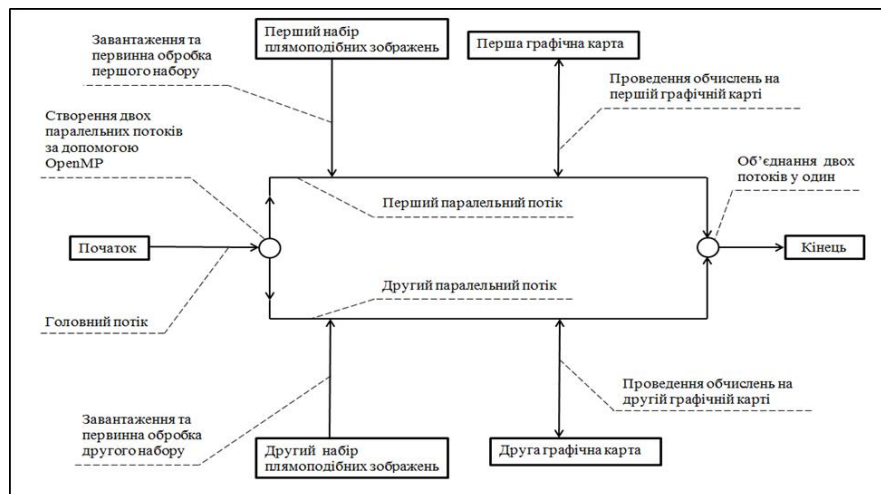 Завантаження та
первинна обробка
першого набору
Перший набір
плямоподібних зображень
Перша графічна карта
Проведення обчислень на
першій графічній карті
Створення двох
паралельних потоків
за допомогою
OpenMP
Об’єднання двох
потоків у один
Перший паралельний потік
Початок
Кінець
Другий паралельний потік
Головний потік
Проведення обчислень на
другій графічній карті
Завантаження та
первинна обробка
другого набору
Другий набір
плямоподібних зображень
Друга графічна карта